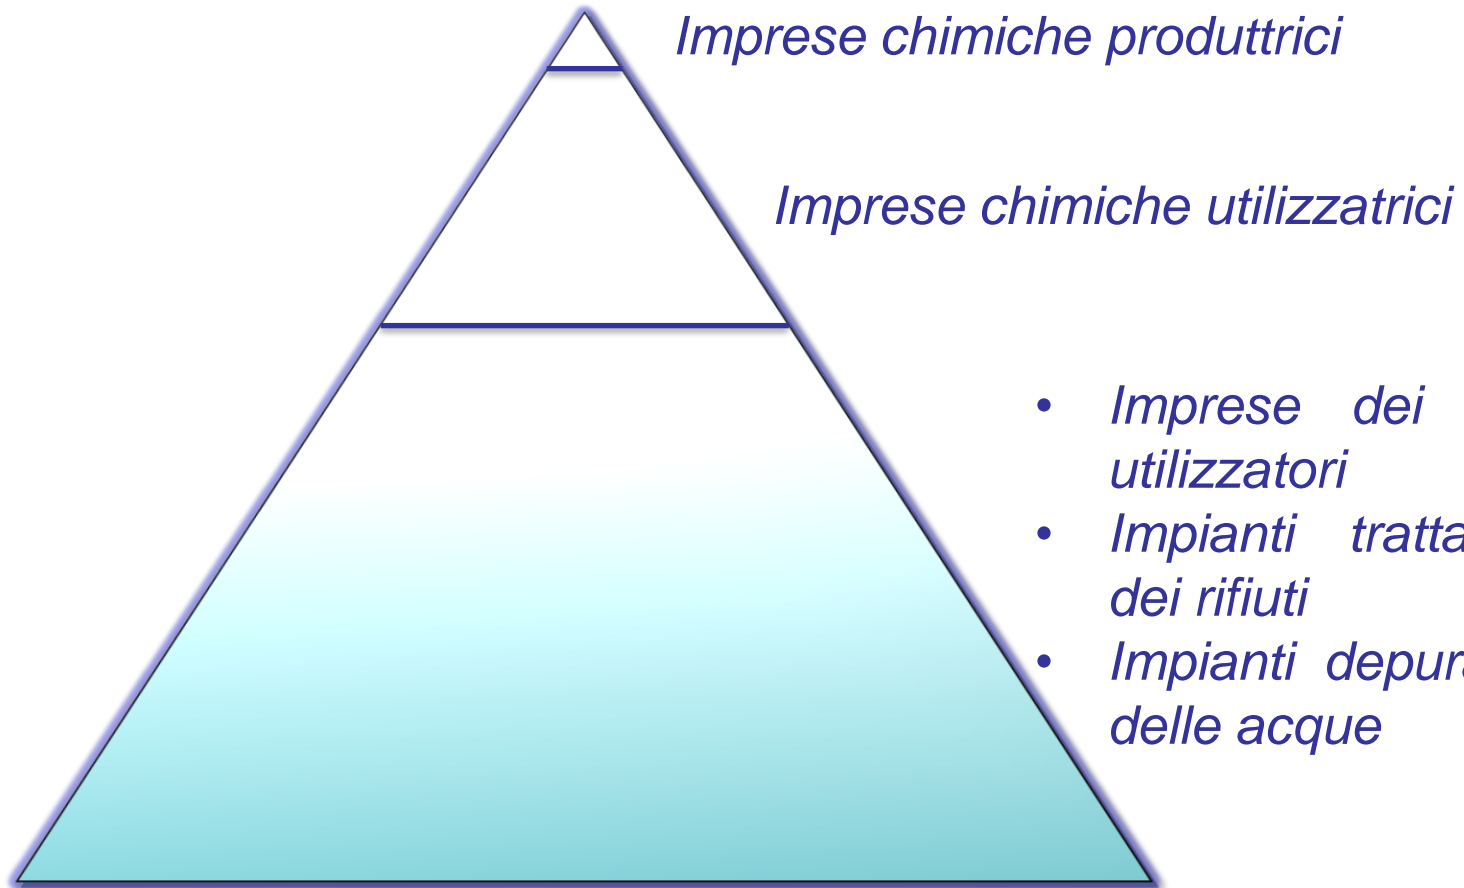 Imprese chimiche produttrici
Imprese chimiche utilizzatrici
• Imprese dei
utilizzatori
• Impianti
dei rifiuti
• Impianti
delle acque